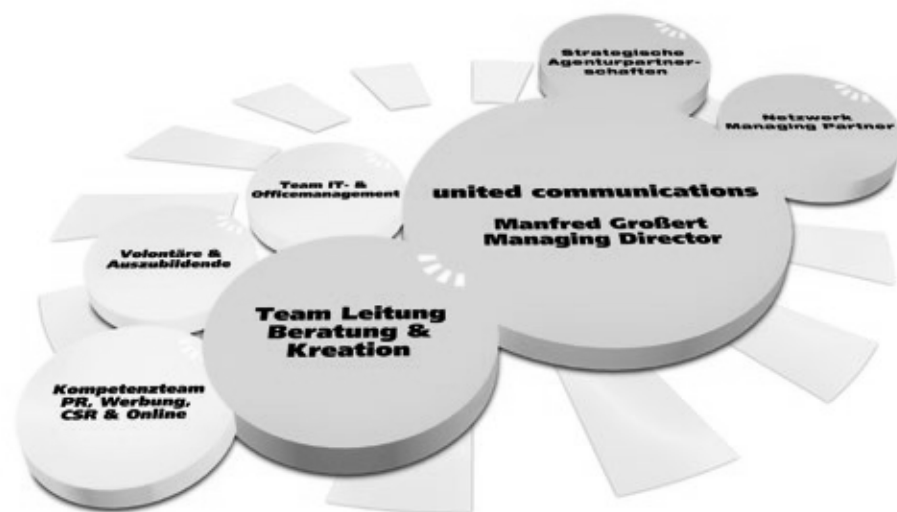 Strategische
Agenturpartner-
schaften
Netzwerk
Managing Partner
Team IT- &
Officemanagement
united communications
Manfred Großert
Managing Director
Volontäre &
Auszubildende
Team Leitung
Beratung &
Kreation
Kompetenzteam
PR, Werbung,
CSR & Online